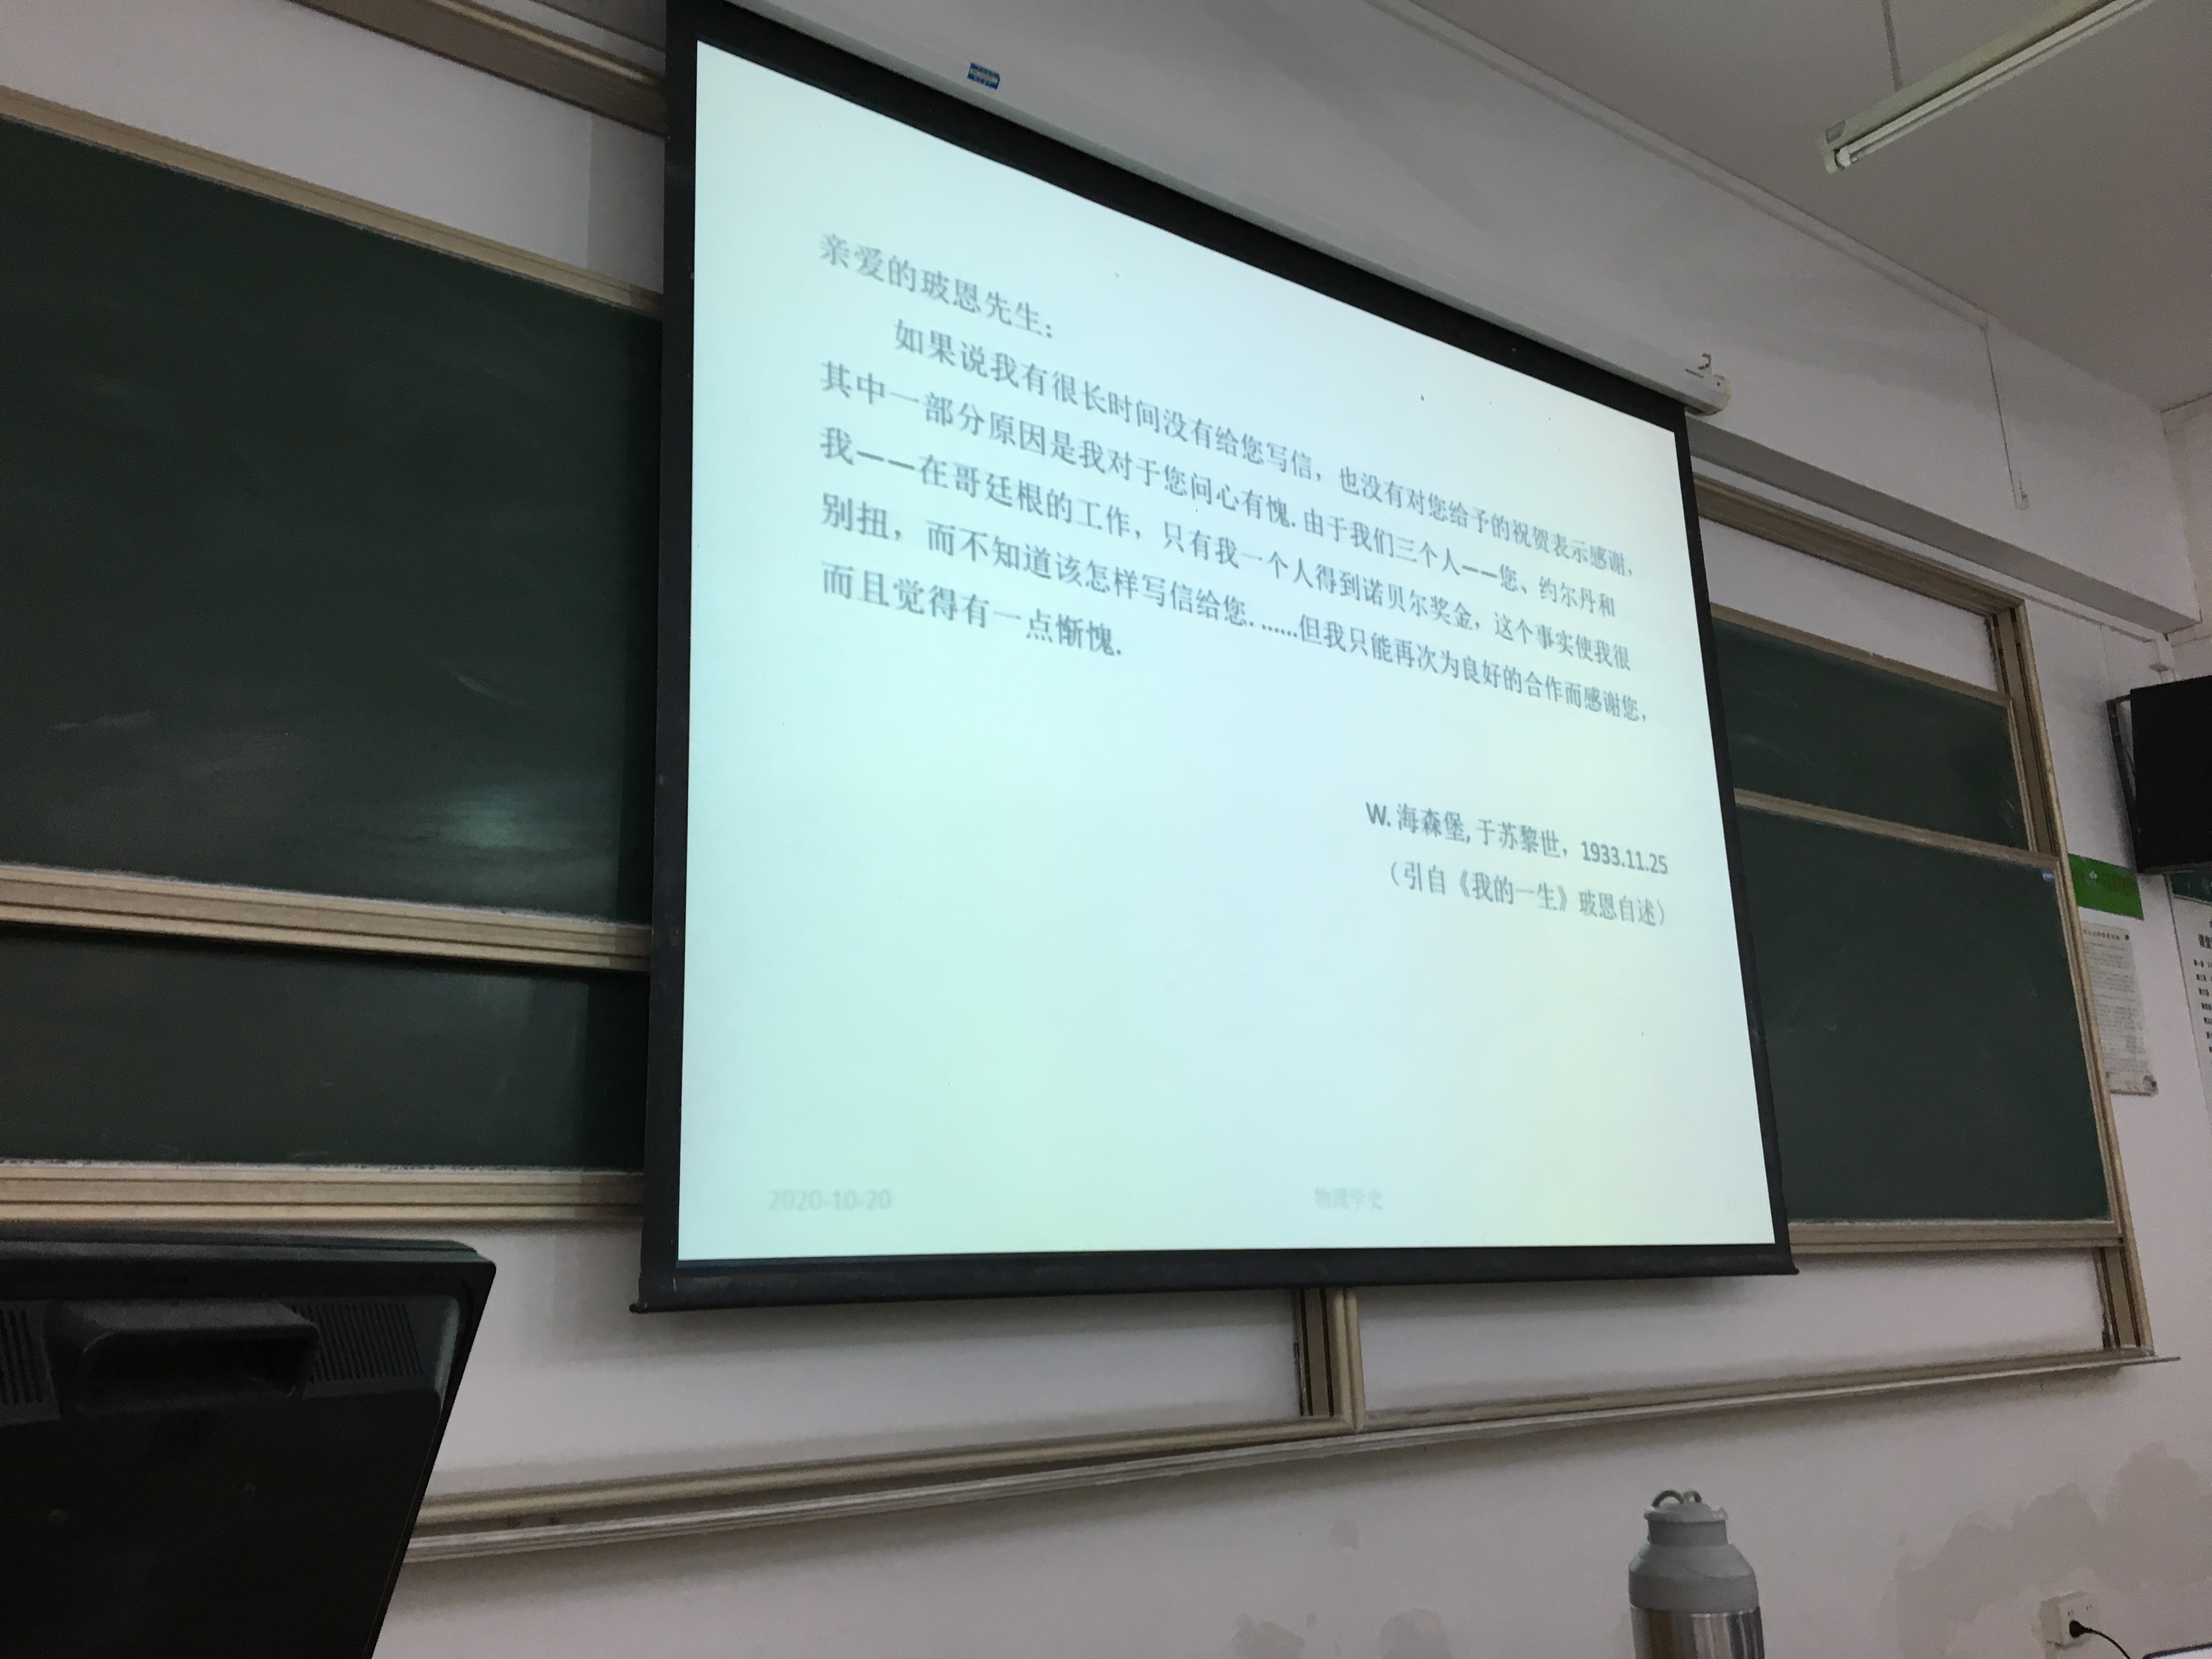 亲爱的玻恩先生：
如果说我有很长时间没有给您写信，也没有对您给予的祝贺表示感谢，
其中一部分原因是我对于您问心有愧.由于我们三个人——您、约尔丹和
我——在哥廷根的工作，只有我一个人得到诺贝尔奖金，这个事实使我很
别扭，而不知道该怎样写信给您.……但我只能再次为良好的合作而感谢您，
而且觉得有一点惭愧.
W. 海森堡, 于苏黎世，1933.11.25
（引自《我的一生》玻恩自述）
2020-10-20
物理学史
2